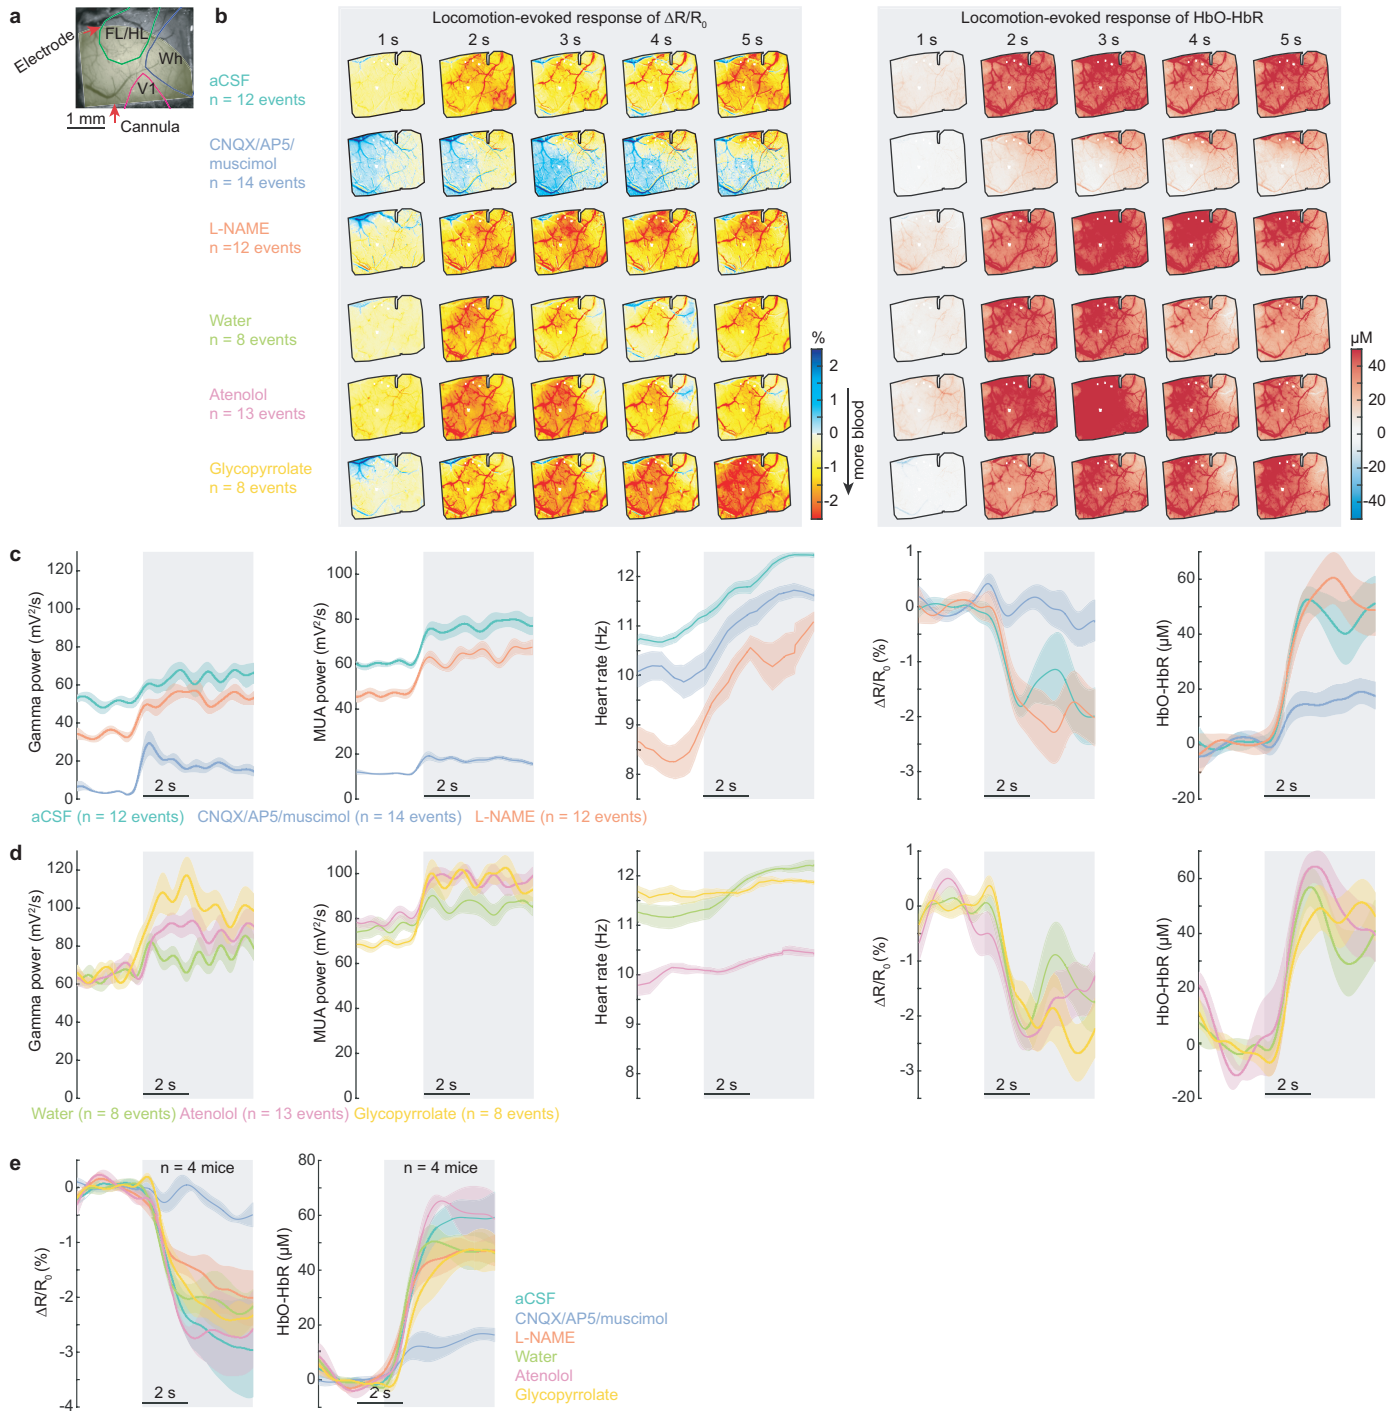 a
Electrode
FL/HL
Wh
V1
1 mm
Cannula
b
Locomotion-evoked response of ΔR/R0
Locomotion-evoked response of HbO-HbR
1 s 2 s 3 s 4 s 5 s
1 s 2 s 3 s 4 s 5 s
aCSF
n = 12 events
CNQX/AP5/
muscimol
n = 14 events
L-NAME
n =12 events
Water
n = 8 events
Atenolol
n = 13 events
Glycopyrrolate
n = 8 events
%
2
1
0
-1
-2
more blood
µM
40
20
0
-20
-40
c
Gamma power (mV²/s)
120
100
80
60
40
20
0
2 s
MUA power (mV²/s)
100
80
60
40
20
0
2 s
Heart rate (Hz)
12
11
10
9
8
2 s
ΔR/R0 (%)
1
0
-1
-2
-3
2 s
HbO-HbR (µM)
60
40
20
0
-20
2 s
aCSF (n = 12 events) CNQX/AP5/muscimol (n = 14 events) L-NAME (n = 12 events)
d
Gamma power (mV²/s)
120
100
80
60
40
20
0
2 s
MUA power (mV²/s)
100
80
60
40
20
0
2 s
Heart rate (Hz)
12
11
10
9
8
2 s
ΔR/R0 (%)
1
0
-1
-2
-3
2 s
HbO-HbR (µM)
60
40
20
0
-20
2 s
Water (n = 8 events) Atenolol (n = 13 events) Glycopyrrolate (n = 8 events)
e
n = 4 mice
ΔR/R0 (%)
0
-1
-2
-3
-4
2 s
n = 4 mice
HbO-HbR (µM)
80
60
40
20
0
2 s
aCSF
CNQX/AP5/muscimol
L-NAME
Water
Atenolol
Glycopyrrolate